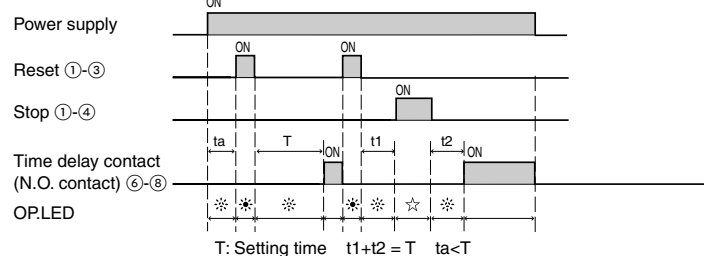 ON
Power supply
ON
ON
Reset ①-③
ON
Stop ①-④
ta
T
ON
t1
t2
ON
Time delay contact
(N.O. contact) ⑥-⑧
OP.LED
T: Setting time t1+t2 = T ta<T